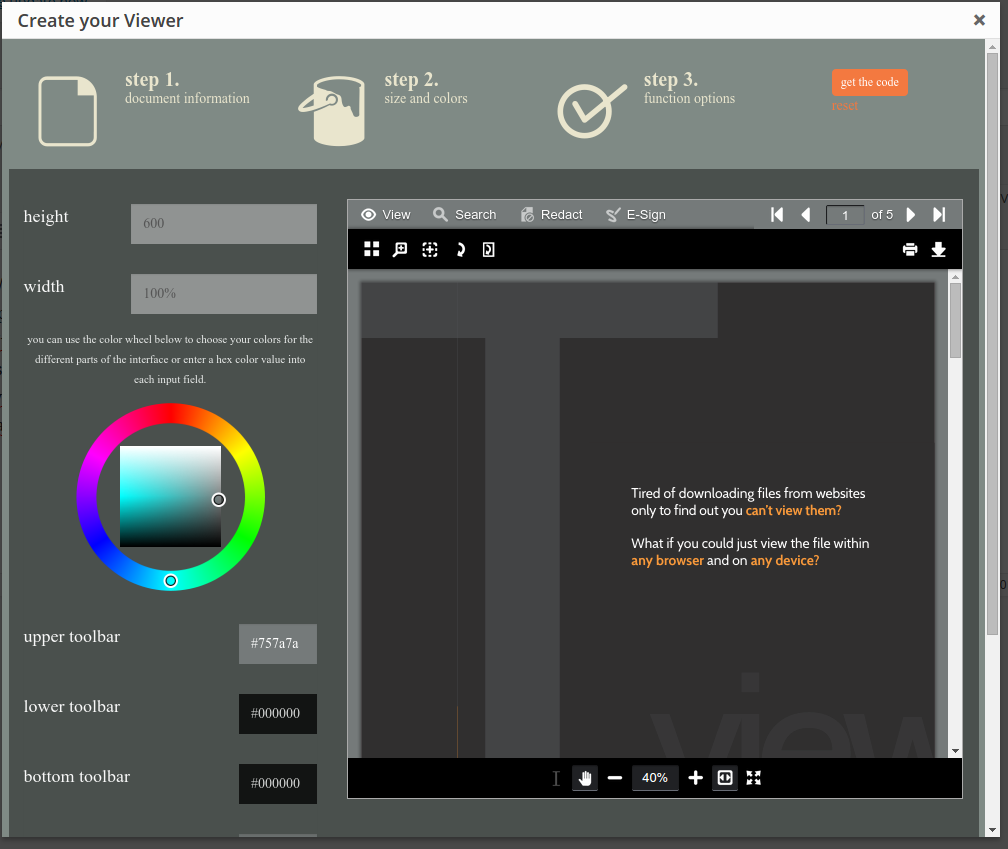 Create your Viewer
step 1.
document information
step 2.
size and colors
step 3.
function options
get the code
reset
height
600
width
100%
you can use the color wheel below to choose your colors for the
different parts of the interface or enter a hex color value into
each input field.
upper toolbar
#757a7a
lower toolbar
#000000
bottom toolbar
#000000
View
Search
Redact
E-Sign
1
of 5
Tired of downloading files from websites
only to find out you can't view them?
What if you could just view the file within
any browser and on any device?
view
40%